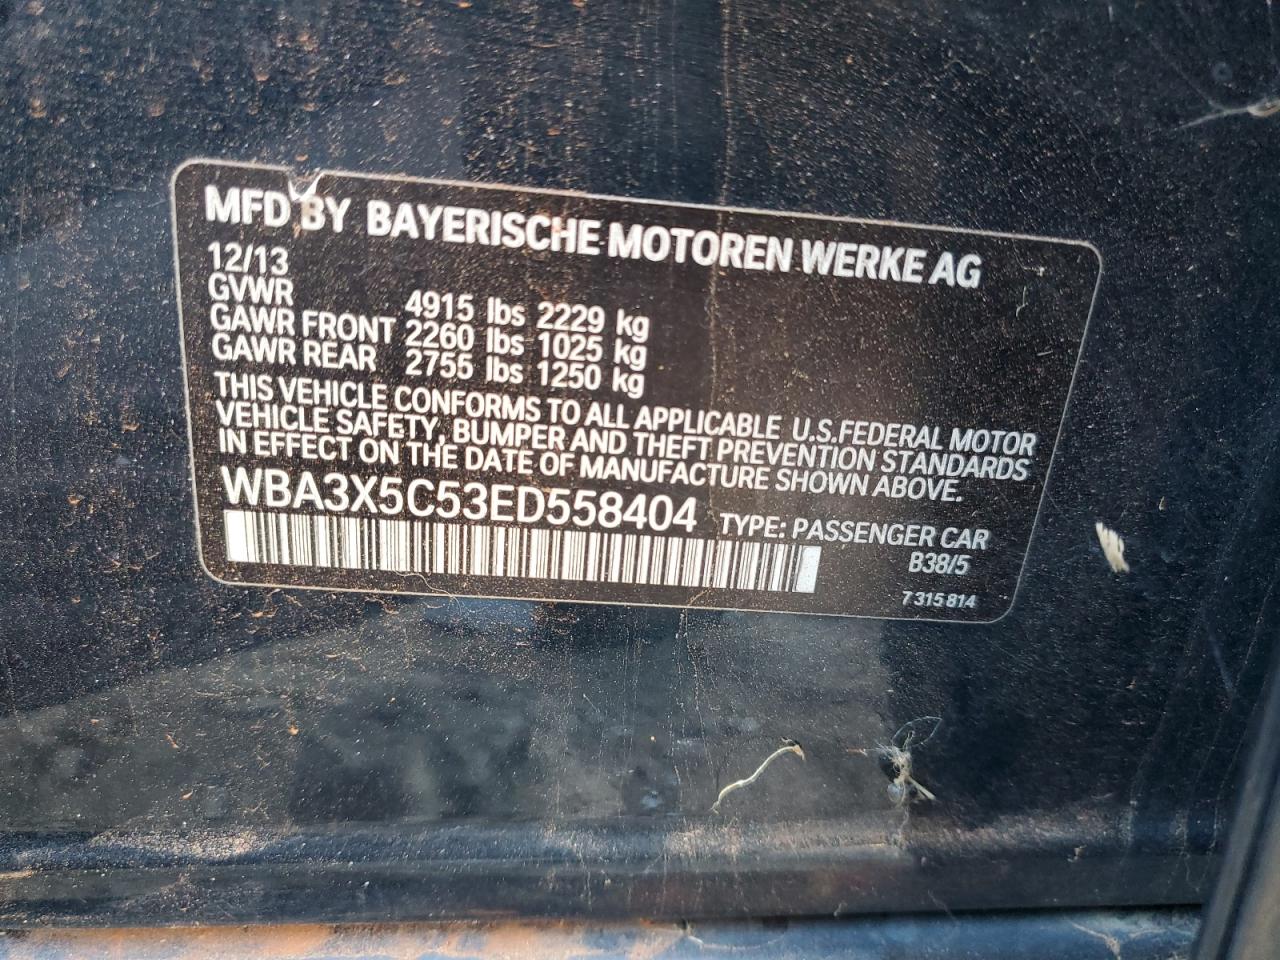 MFD BY BAYERISCHE MOTOREN WERKE AG
12/13
GVWR 4915 lbs 2229 kg
GAWR FRONT 2260 lbs 1025 kg
GAWR REAR 2755 lbs 1250 kg
THIS VEHICLE CONFORMS TO ALL APPLICABLE U.S.FEDERAL MOTOR
VEHICLE SAFETY, BUMPER AND THEFT PREVENTION STANDARDS
IN EFFECT ON THE DATE OF MANUFACTURE SHOWN ABOVE.
WBA3X5C53ED558404 TYPE: PASSENGER CAR
B38/5
7 315 814